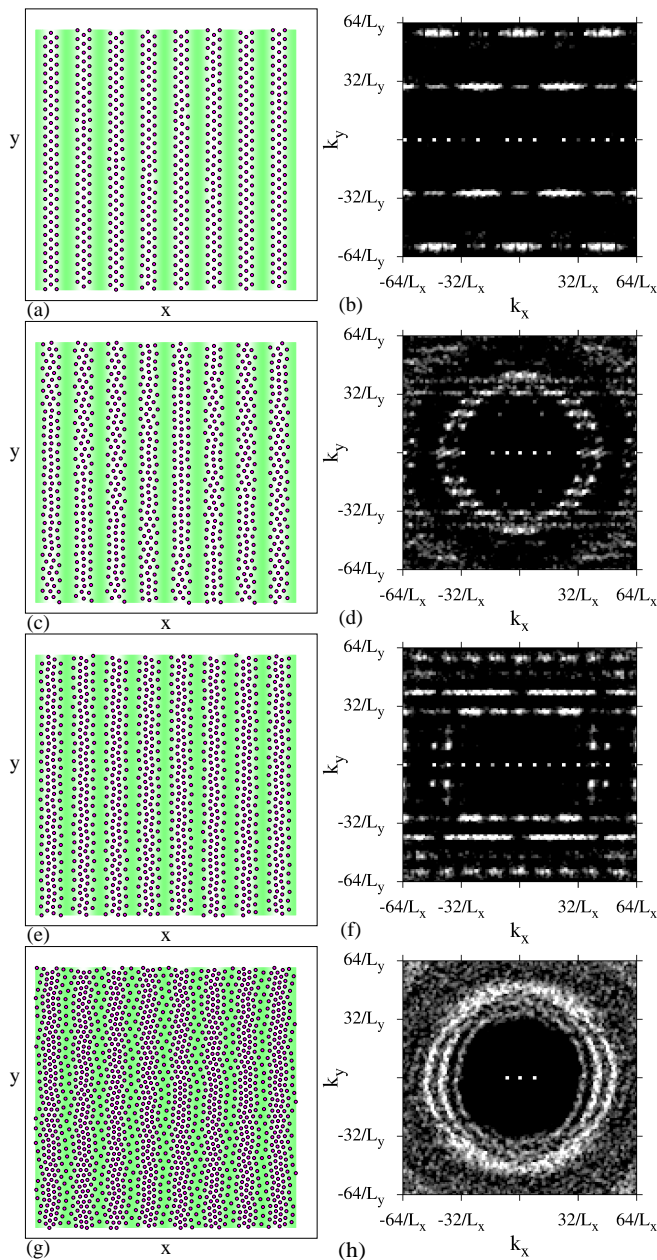 64/L_y
y
32/L_y
k_y
-32/L_y
-64/L_y
-64/L_x -32/L_x 32/L_x 64/L_x
(a) x (b) k_x
64/L_y
y
32/L_y
k_y
-32/L_y
-64/L_y
-64/L_x -32/L_x 32/L_x 64/L_x
(c) x (d) k_x
64/L_y
y
32/L_y
k_y
-32/L_y
-64/L_y
-64/L_x -32/L_x 32/L_x 64/L_x
(e) x (f) k_x
64/L_y
y
32/L_y
k_y
-32/L_y
-64/L_y
-64/L_x -32/L_x 32/L_x 64/L_x
(g) x (h) k_x